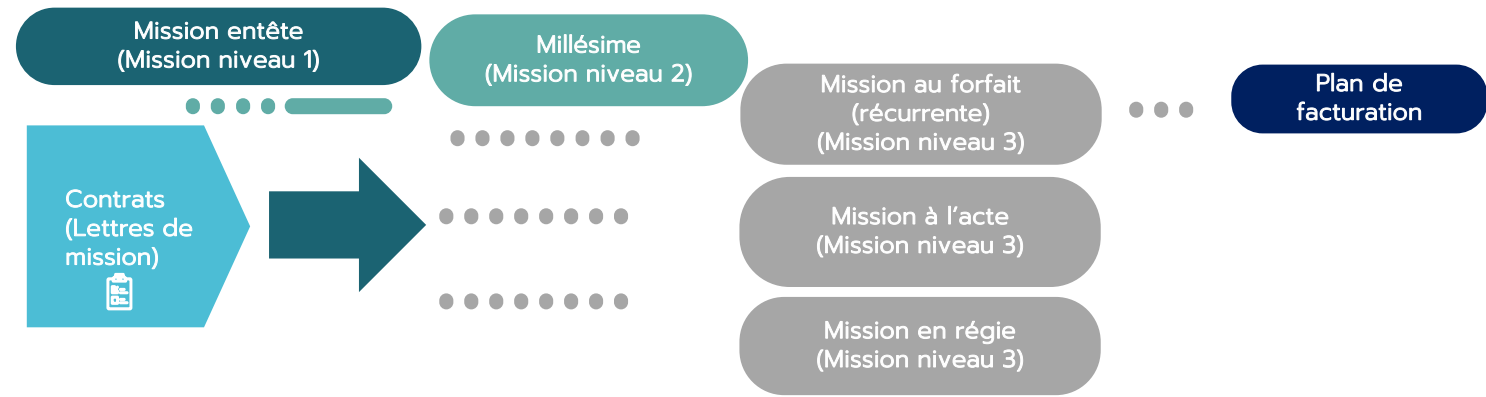 Mission entête
(Mission niveau 1)
Millésime
(Mission niveau 2)
Mission au forfait
(récurrente)
(Mission niveau 3)
Plan de
facturation
Contrats
(Lettres de
mission)
Mission à l’acte
(Mission niveau 3)
Mission en régie
(Mission niveau 3)